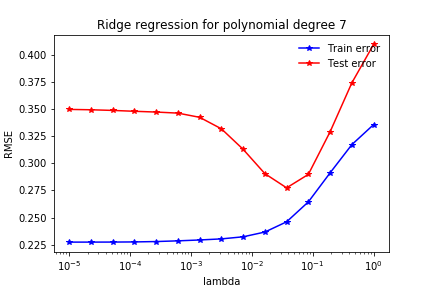 Ridge regression for polynomial degree 7
Train error
Test error
RMSE
0.400
0.375
0.350
0.325
0.300
0.275
0.250
0.225
10⁻⁵ 10⁻⁴ 10⁻³ 10⁻² 10⁻¹ 10⁰
lambda